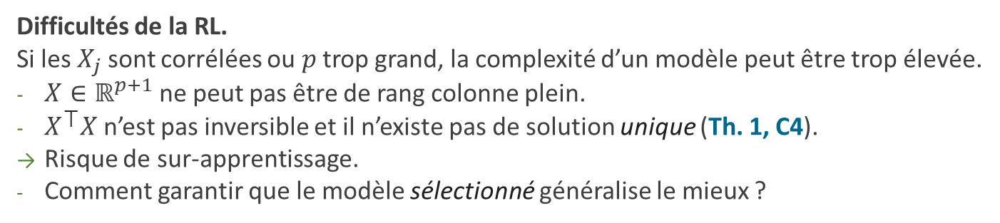 Difficultés de la RL.
Si les $X_j$ sont corrélées ou $p$ trop grand, la complexité d’un modèle peut être trop élevée.
- $X \in \mathbb{R}^{p+1}$ ne peut pas être de rang colonne plein.
- $X^\top X$ n’est pas inversible et il n’existe pas de solution unique (Th. 1, C4).
→ Risque de sur-apprentissage.
- Comment garantir que le modèle sélectionné généralise le mieux ?